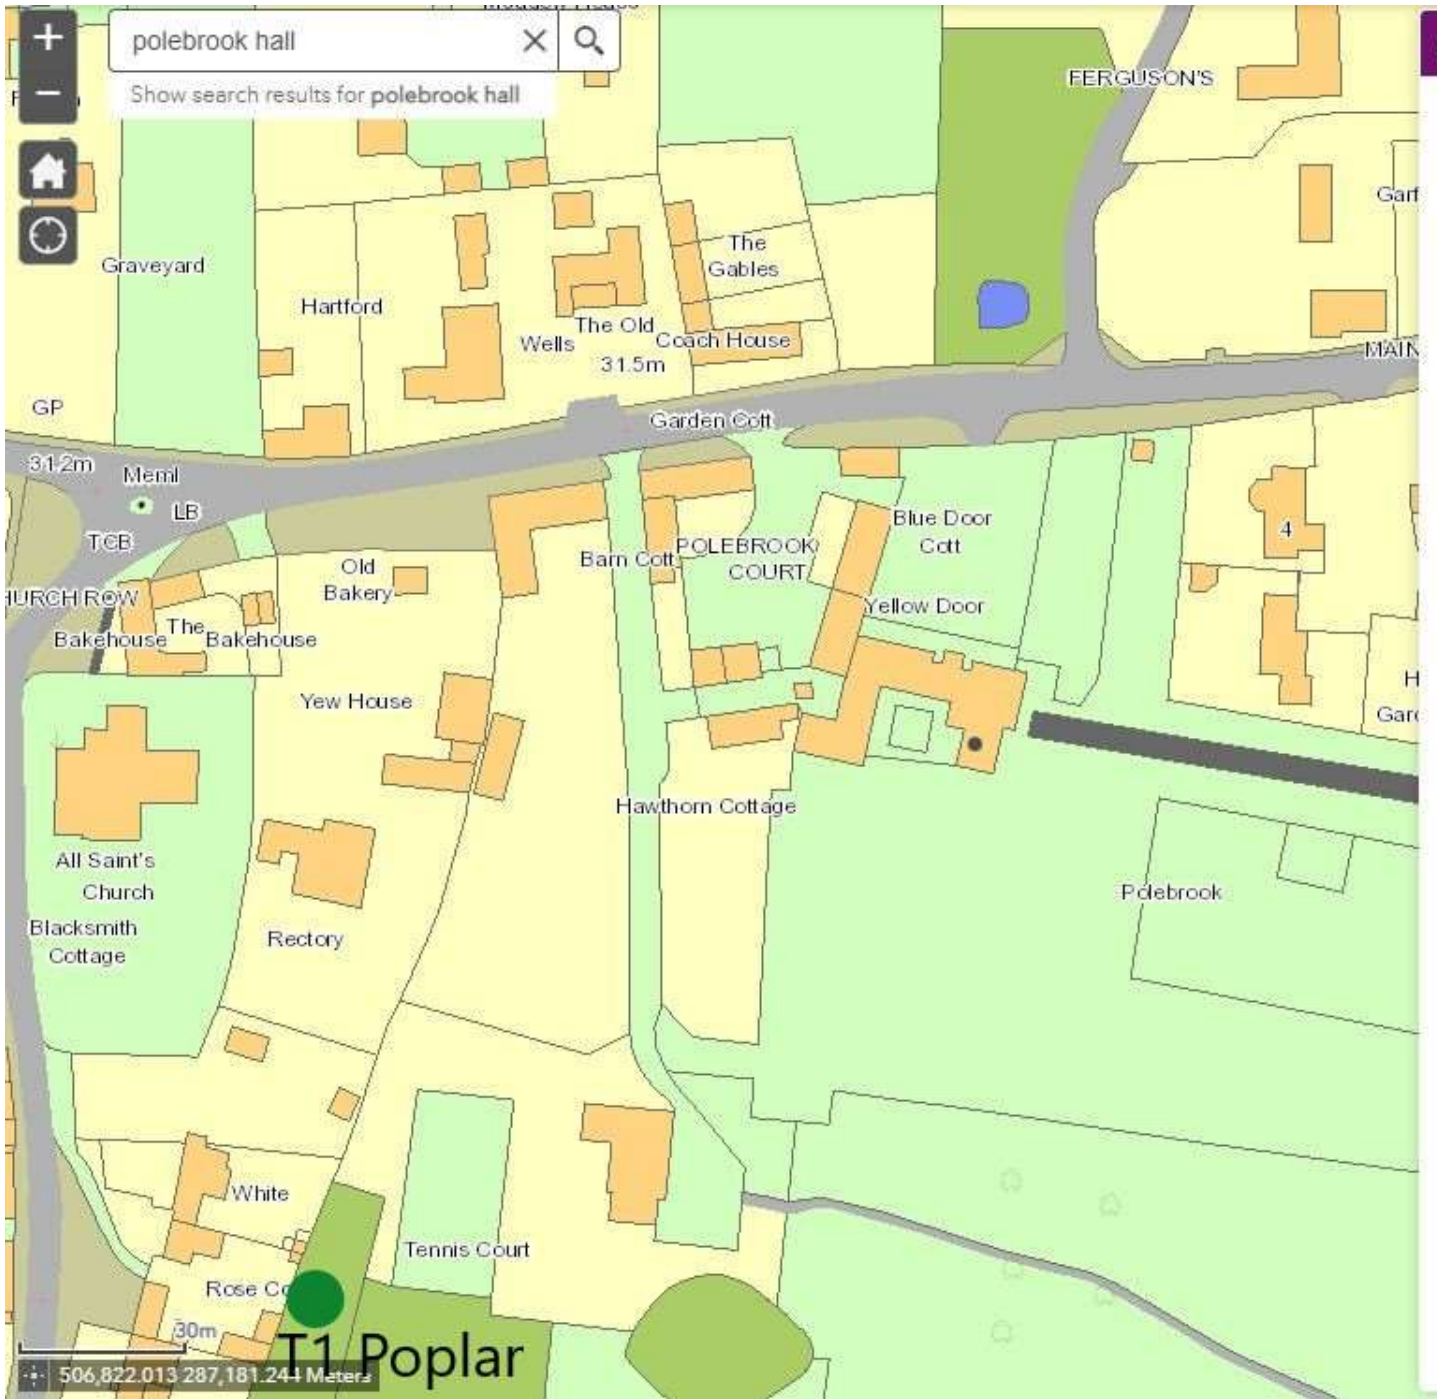 polebrook hall
Show search results for polebrook hall
FERGUSON'S
Graveyard
The
Gables
Hartford
The Old
Wells
Coach House
31.5m
MAIN
GP
Garden Cott
31.2m
Meml
LB
TCB
Blue Door
Cott
4
Old
Bakery
Barn Cott
POLEBROOK
COURT
HURCH ROW
Yellow Door
Bakehouse
The
Bakehouse
Yew House
H
Hawthorn Cottage
All Saint's
Church
Polebrook
Blacksmith
Cottage
Rectory
White
Tennis Court
Rose Co
30m
T1 Poplar
506,822.013 287,181.244 Meters